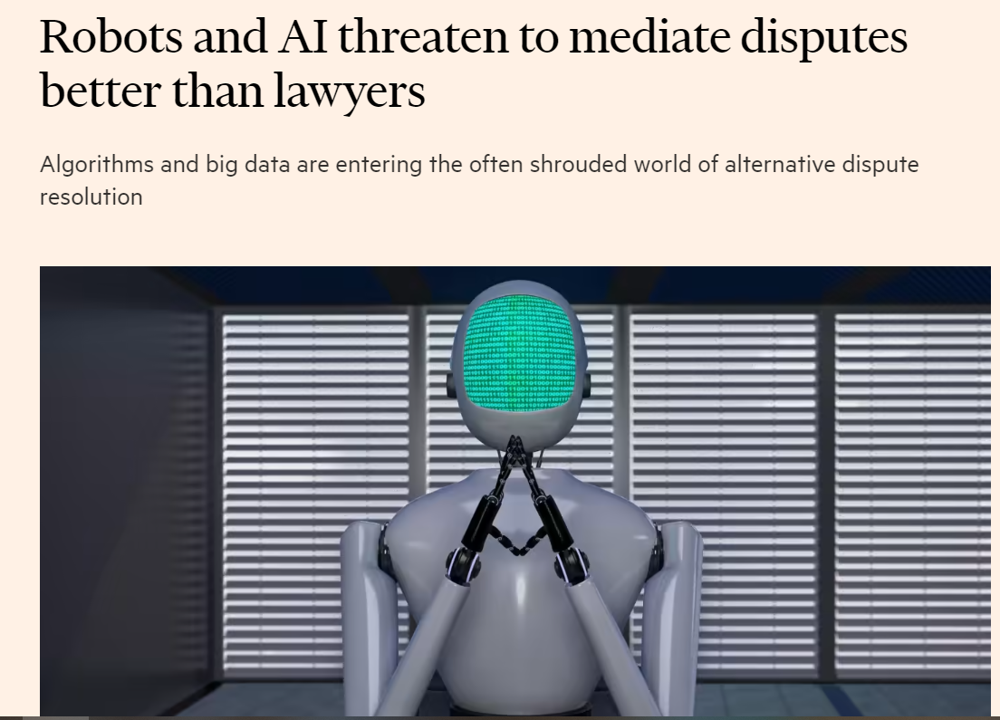 Robots and AI threaten to mediate disputes
better than lawyers
Algorithms and big data are entering the often shrouded world of alternative dispute
resolution